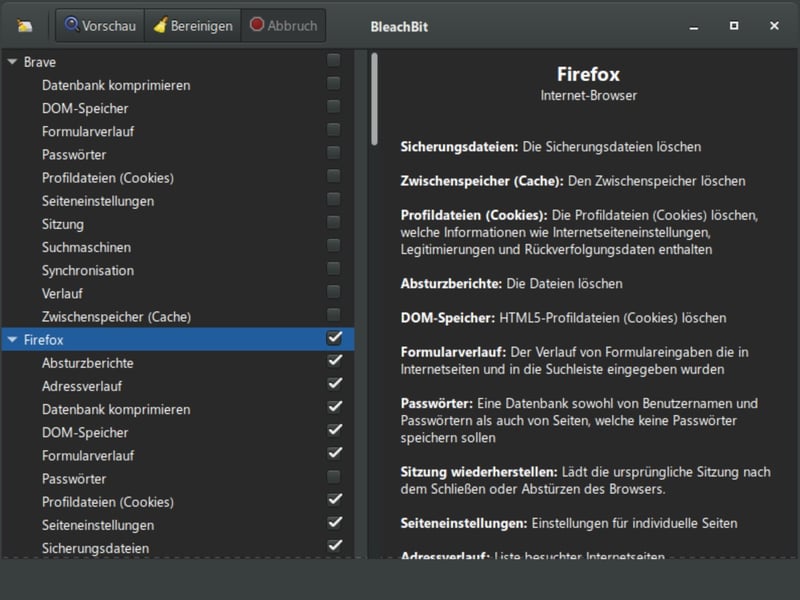 Vorschau Bereinigen Abbruch BleachBit
Brave
Datenbank komprimieren
DOM-Speicher
Formularverlauf
Passwörter
Profildateien (Cookies)
Seiteneinstellungen
Sitzung
Suchmaschinen
Synchronisation
Verlauf
Zwischenspeicher (Cache)
Firefox
Absturzberichte
Adressverlauf
Datenbank komprimieren
DOM-Speicher
Formularverlauf
Passwörter
Profildateien (Cookies)
Seiteneinstellungen
Sicherungsdateien
Firefox
Internet-Browser
Sicherungsdateien: Die Sicherungsdateien löschen
Zwischenspeicher (Cache): Den Zwischenspeicher löschen
Profildateien (Cookies): Die Profildateien (Cookies) löschen,
welche Informationen wie Internetseiteneinstellungen,
Legitimierungen und Rückverfolgungsdaten enthalten
Absturzberichte: Die Dateien löschen
DOM-Speicher: HTML5-Profildateien (Cookies) löschen
Formularverlauf: Der Verlauf von Formulareingaben die in
Internetseiten und in die Suchleiste eingegeben wurden
Passwörter: Eine Datenbank sowohl von Benutzernamen und
Passwörtern als auch von Seiten, welche keine Passwörter
speichern sollen
Sitzung wiederherstellen: Lädt die ursprüngliche Sitzung nach
dem Schließen oder Abstürzen des Browsers.
Seiteneinstellungen: Einstellungen für individuelle Seiten
Adressverlauf: Liste besuchter Internetseiten